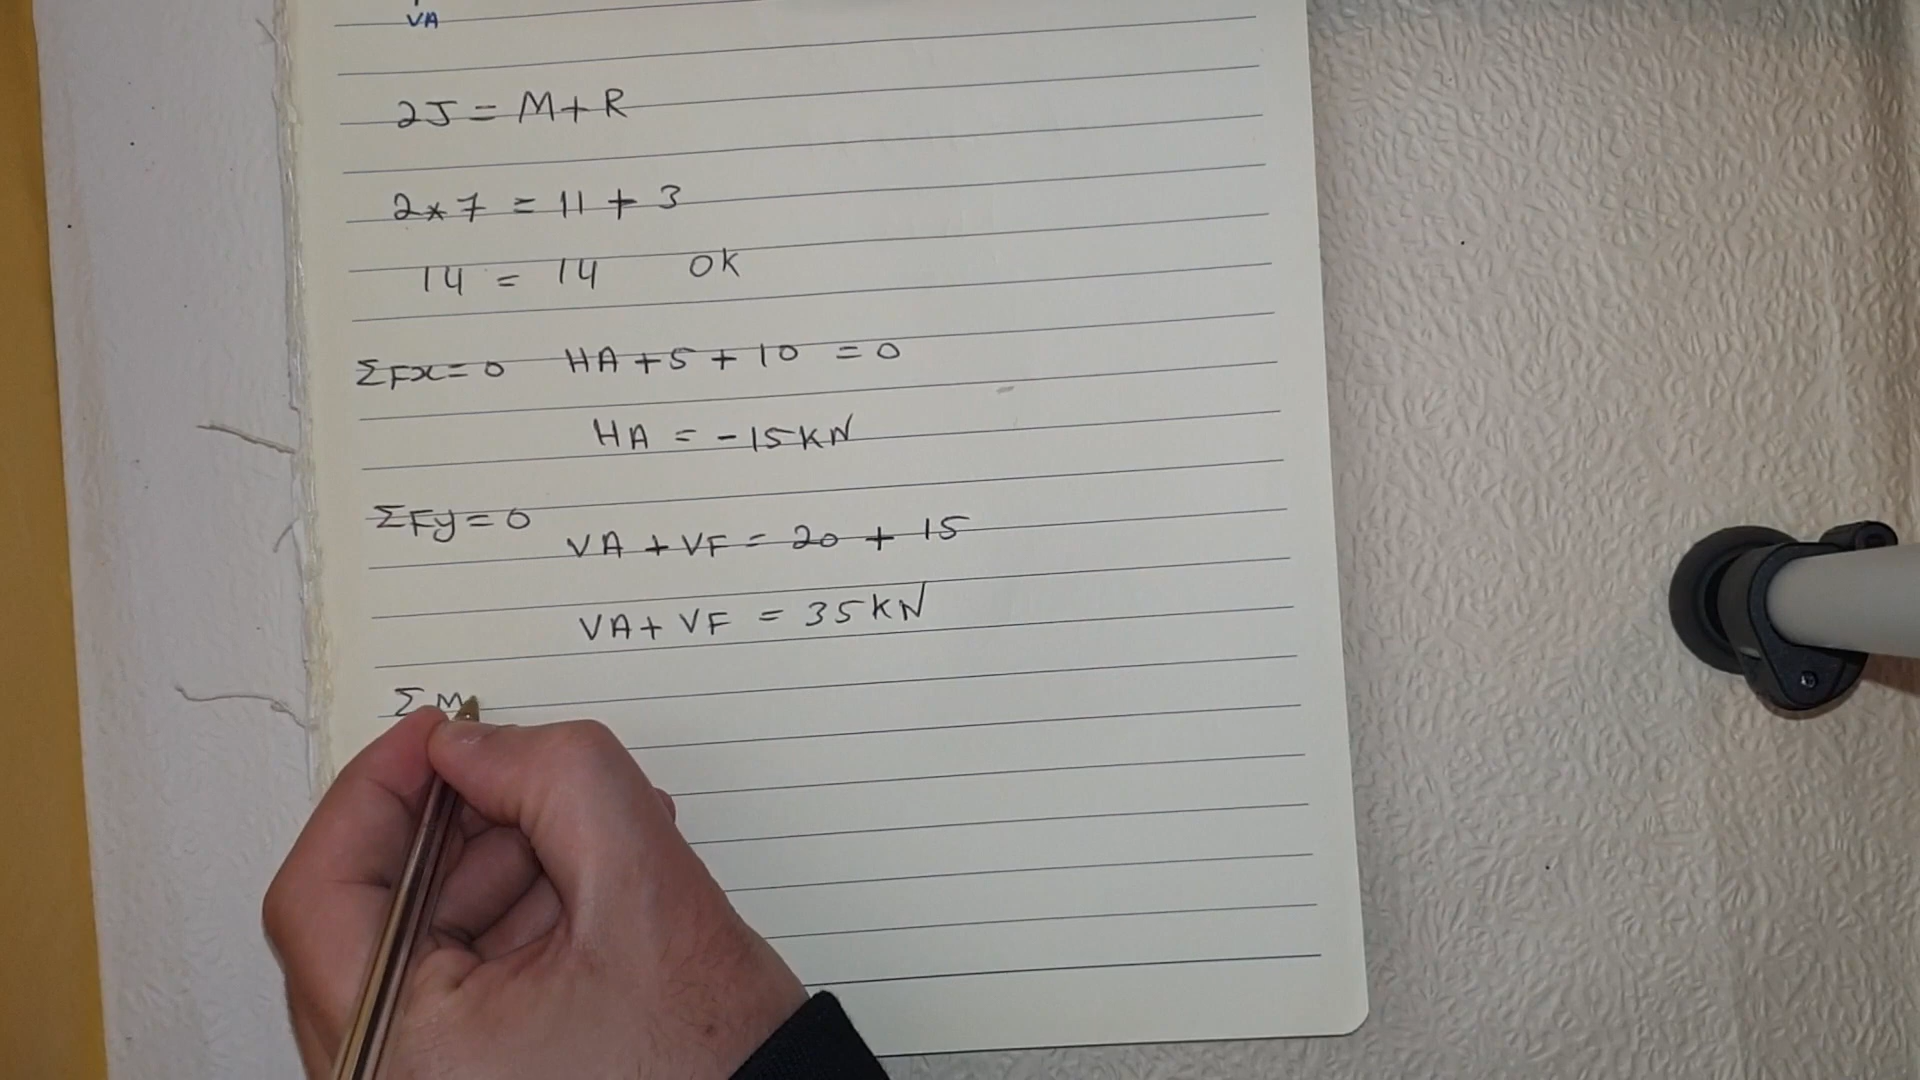 VA
2J = M + R
2 * 7 = 11 + 3
14 = 14 OK
ΣFx = 0 HA + 5 + 10 = 0
HA = -15KN
ΣFy = 0 VA + VF = 20 + 15
VA + VF = 35KN
ΣM